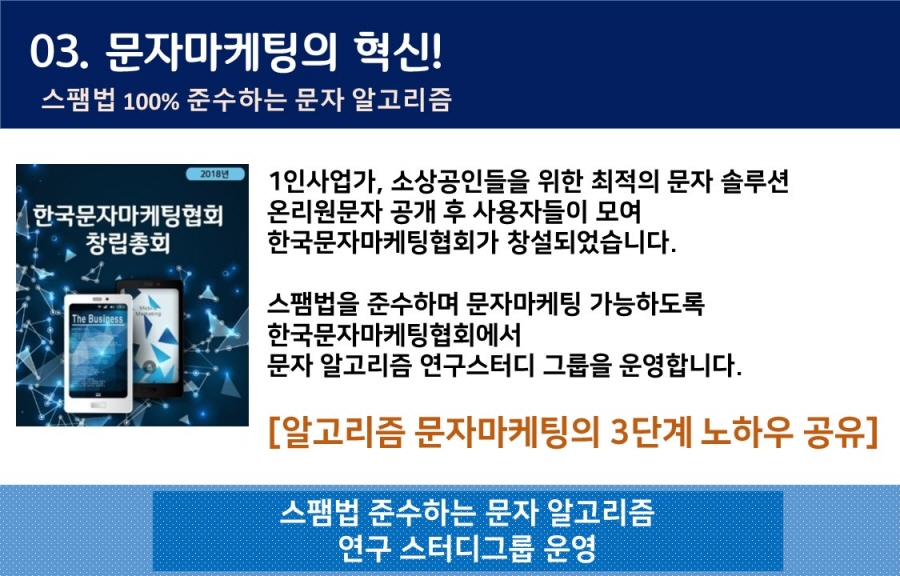 03. 문자마케팅의 혁신!
스팸법 100% 준수하는 문자 알고리즘
2018년
한국문자마케팅협회
창립총회
The Business
Mobile
Marketing
1인사업가, 소상공인들을 위한 최적의 문자 솔루션
온리원문자 공개 후 사용자들이 모여
한국문자마케팅협회가 창설되었습니다.
스팸법을 준수하며 문자마케팅 가능하도록
한국문자마케팅협회에서
문자 알고리즘 연구스터디 그룹을 운영합니다.
[알고리즘 문자마케팅의 3단계 노하우 공유]
스팸법 준수하는 문자 알고리즘
연구 스터디그룹 운영